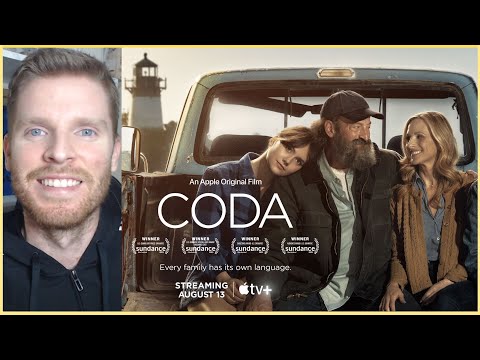 An Apple Original Film
CODA
WINNER WINNER WINNER WINNER
sundance sundance sundance sundance
Every family has its own language.
STREAMING
AUGUST 13
tv+